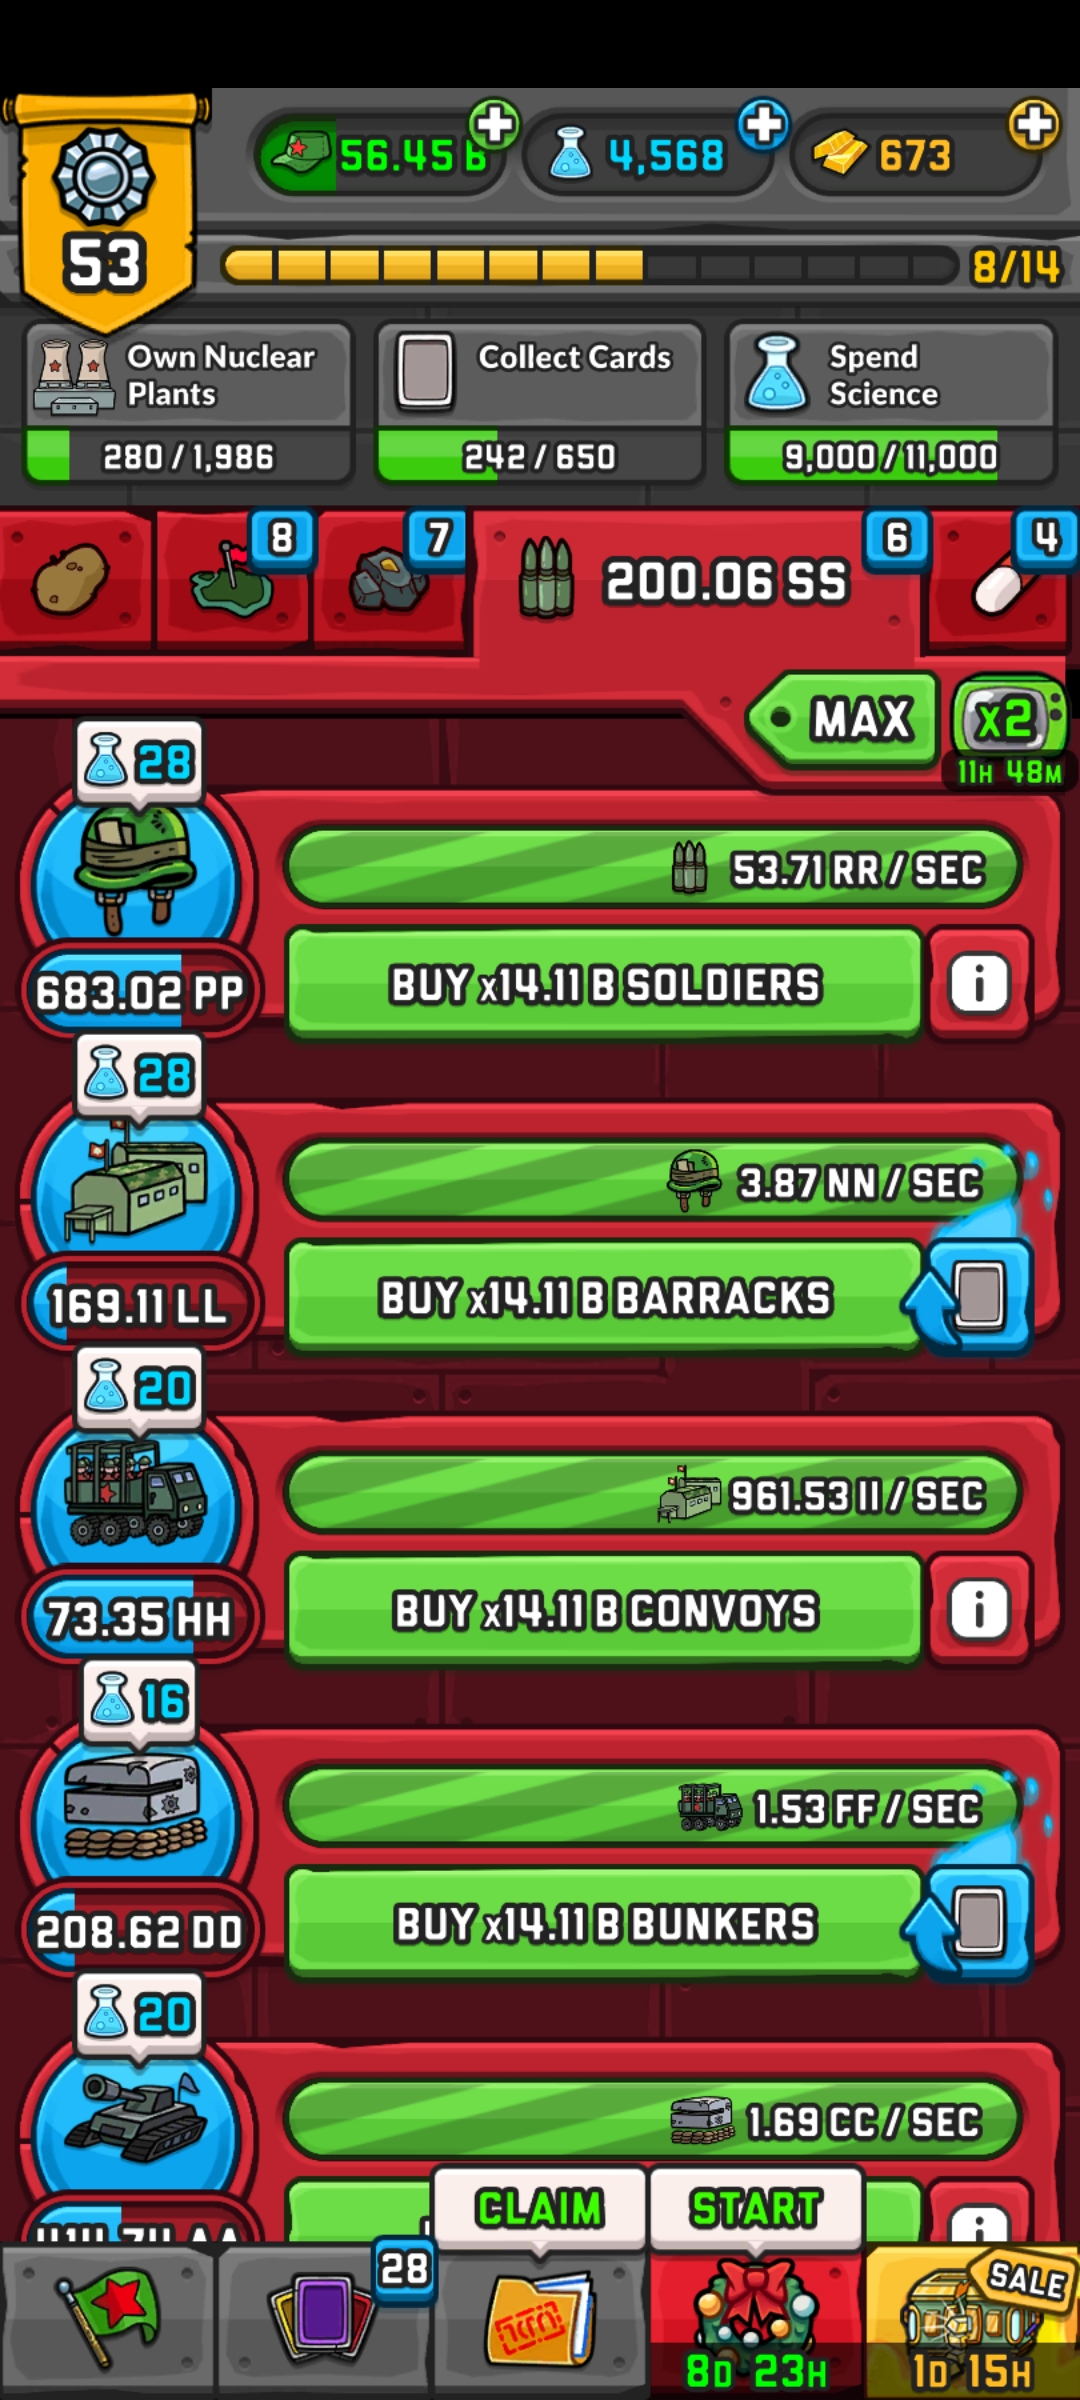 56.45 B
4,568
673
53
8/14
Own Nuclear
Plants
280 / 1,986
Collect Cards
242 / 650
Spend
Science
9,000 / 11,000
8
7
200.06 SS
6
4
MAX
x2
11H 48M
28
53.71 RR / SEC
683.02 PP
BUY x14.11 B SOLDIERS
i
28
3.87 NN / SEC
169.11 LL
BUY x14.11 B BARRACKS
20
961.53 II / SEC
73.35 HH
BUY x14.11 B CONVOYS
i
16
1.53 FF / SEC
208.62 DD
BUY x14.11 B BUNKERS
20
1.69 CC / SEC
i
CLAIM
START
28
SALE
8D 23H
1D 15H